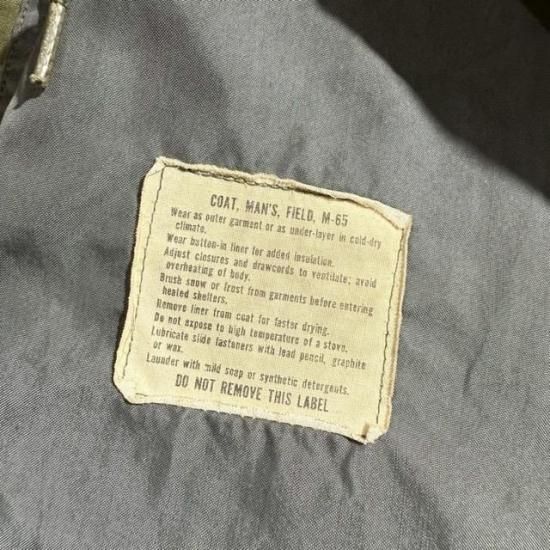 COAT, MAN'S, FIELD, M-65
Wear as outer garment or as under-layer in cold-dry
climate.
Wear button-in liner for added insulation.
Adjust closures and drawcords to ventilate; avoid
overheating of body.
Brush snow or frost from garments before entering
heated shelters.
Remove liner from coat for faster drying.
Do not expose to high temperature of a stove.
Lubricate slide fasteners with lead pencil, graphite
or wax.
Launder with mild soap or synthetic detergents.
DO NOT REMOVE THIS LABEL